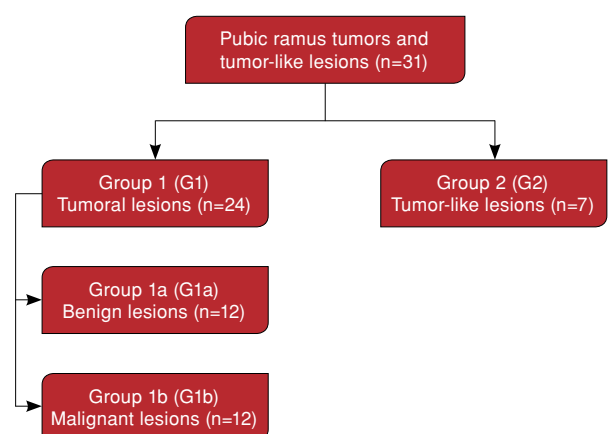 Pubic ramus tumors and
tumor-like lesions (n=31)
Group 1 (G1)
Tumoral lesions (n=24)
Group 2 (G2)
Tumor-like lesions (n=7)
Group 1a (G1a)
Benign lesions (n=12)
Group 1b (G1b)
Malignant lesions (n=12)